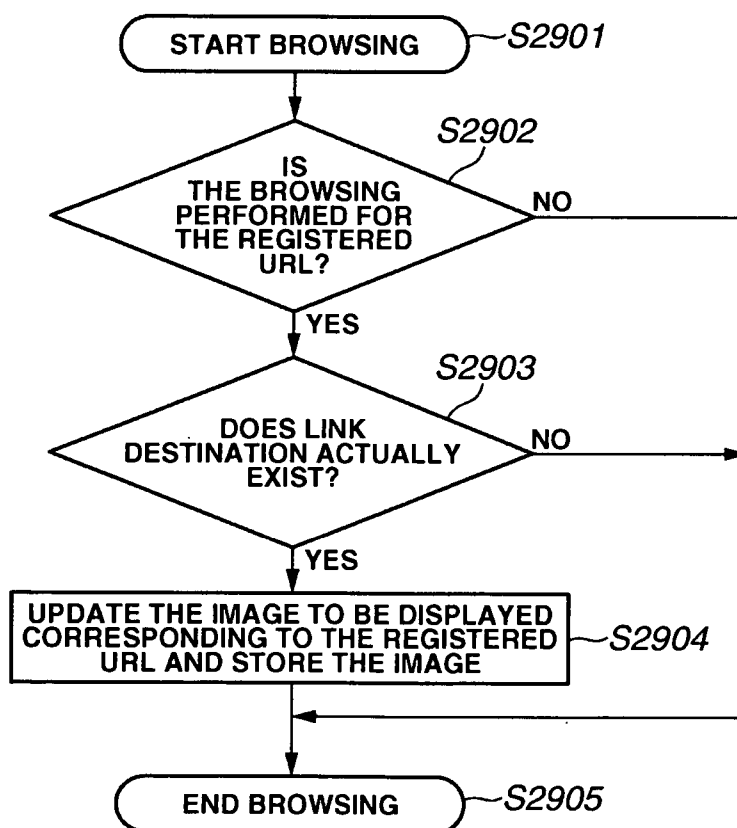 START BROWSING
S2901
S2902
IS
THE BROWSING
PERFORMED FOR
THE REGISTERED
URL?
NO
YES
S2903
DOES LINK
DESTINATION ACTUALLY
EXIST?
NO
YES
UPDATE THE IMAGE TO BE DISPLAYED
CORRESPONDING TO THE REGISTERED
URL AND STORE THE IMAGE
S2904
END BROWSING
S2905